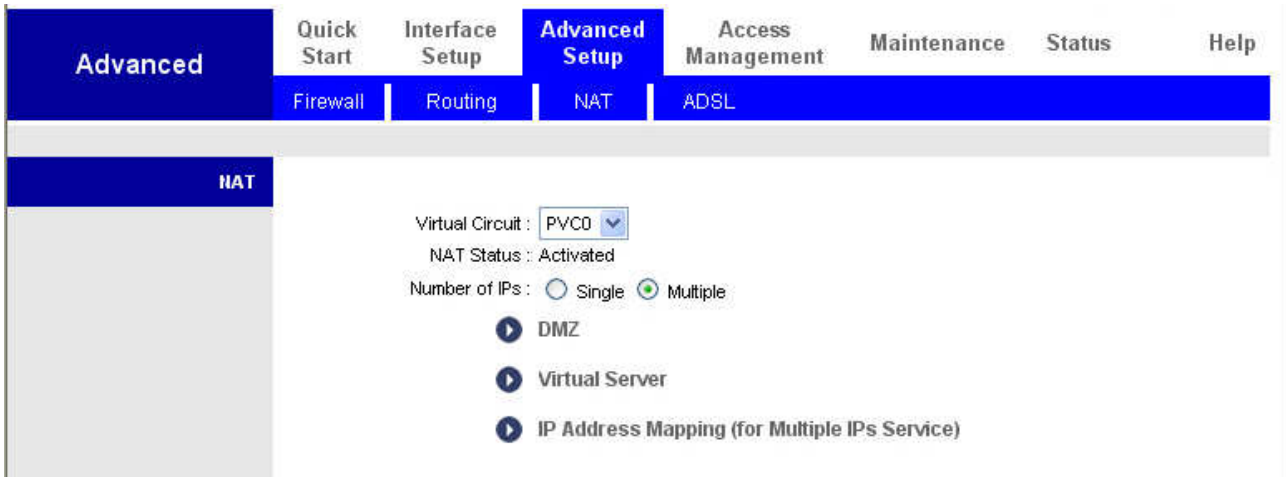 Advanced
Quick Start
Interface Setup
Advanced Setup
Access Management
Maintenance
Status
Help
Firewall
Routing
NAT
ADSL
NAT
Virtual Circuit : PVC0
NAT Status : Activated
Number of IPs : Single Multiple
DMZ
Virtual Server
IP Address Mapping (for Multiple IPs Service)